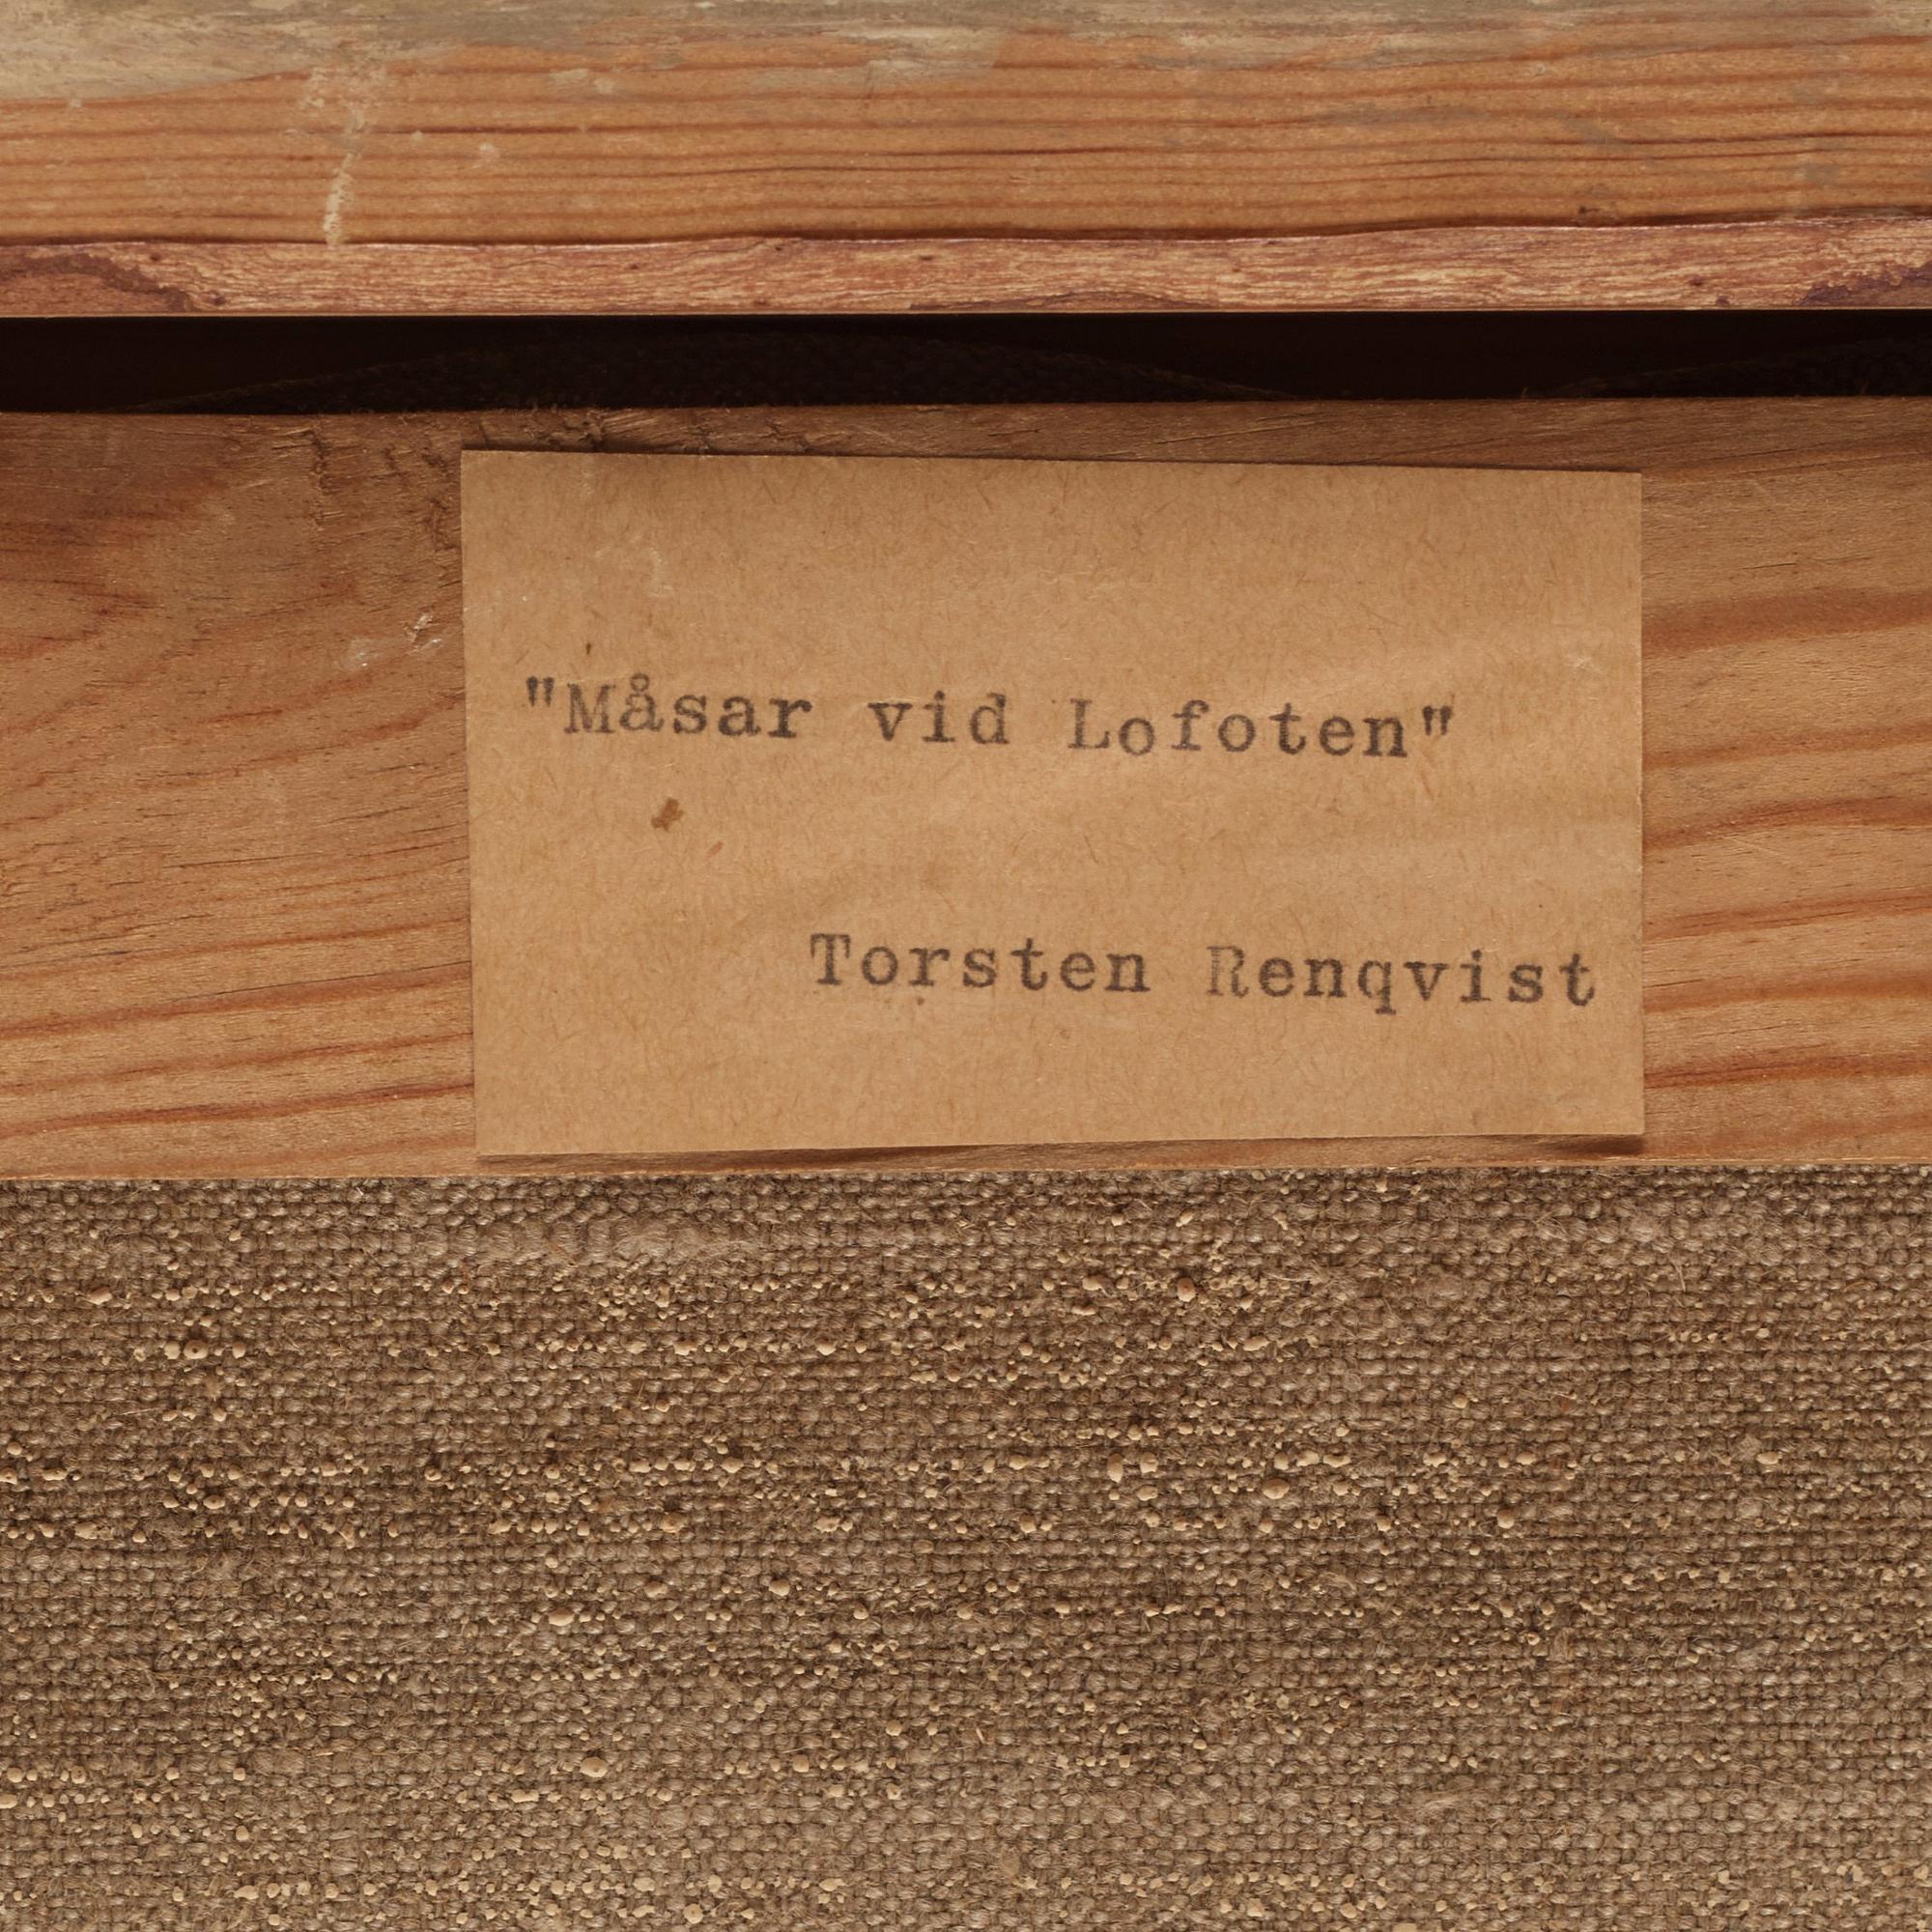 "Måsar vid Lofoten"
Torsten Renqvist